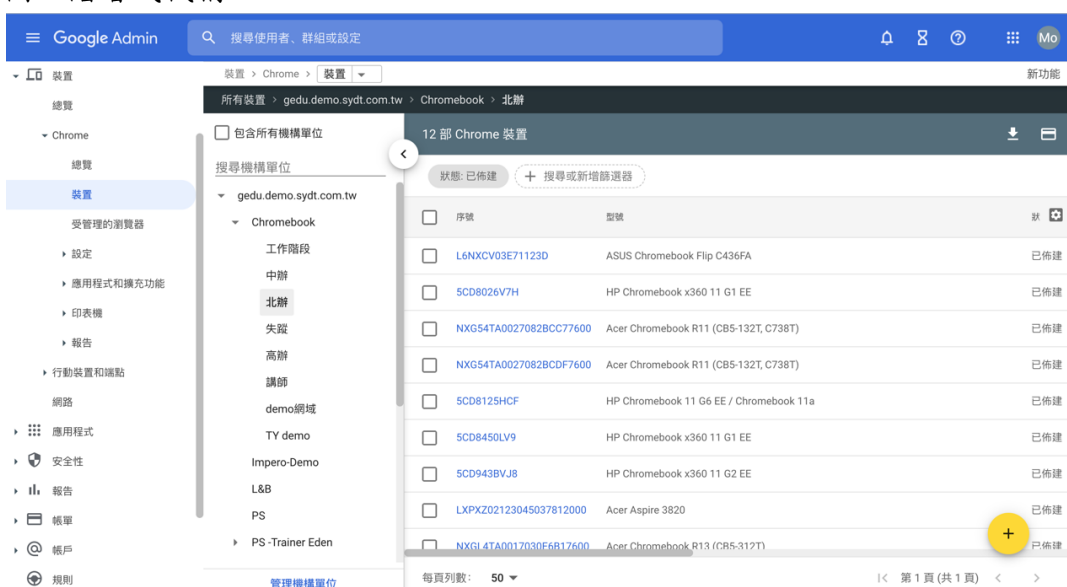 Google Admin
搜尋使用者、群組或設定
Mo
裝置
總覽
Chrome
總覽
裝置
受管理的瀏覽器
設定
應用程式和擴充功能
印表機
報告
行動裝置和端點
網路
應用程式
安全性
報告
帳單
帳戶
規則
裝置 > Chrome > 裝置
新功能
所有裝置 > gedu.demo.sydt.com.tw > Chromebook > 北辦
包含所有機構單位
搜尋機構單位
gedu.demo.sydt.com.tw
Chromebook
工作階段
中辦
北辦
失蹤
高辦
講師
demo網域
TY demo
Impero-Demo
L&B
PS
PS -Trainer Eden
管理機構單位
12 部 Chrome 裝置
狀態: 已佈建
搜尋或新增篩選器
序號 型號 狀
L6NXCV03E71123D ASUS Chromebook Flip C436FA 已佈建
5CD8026V7H HP Chromebook x360 11 G1 EE 已佈建
NXG54TA0027082BCC77600 Acer Chromebook R11 (CB5-132T, C738T) 已佈建
NXG54TA0027082BCDF7600 Acer Chromebook R11 (CB5-132T, C738T) 已佈建
5CD8125HCF HP Chromebook 11 G6 EE / Chromebook 11a 已佈建
5CD8450LV9 HP Chromebook x360 11 G1 EE 已佈建
5CD943BVJ8 HP Chromebook x360 11 G2 EE 已佈建
LXPXZ02123045037812000 Acer Aspire 3820 已佈建
NXGL4TA0017030E6B17600 Acer Chromebook R13 (CB5-312T) 已佈建
每頁列數: 50
第 1 頁 (共 1 頁)